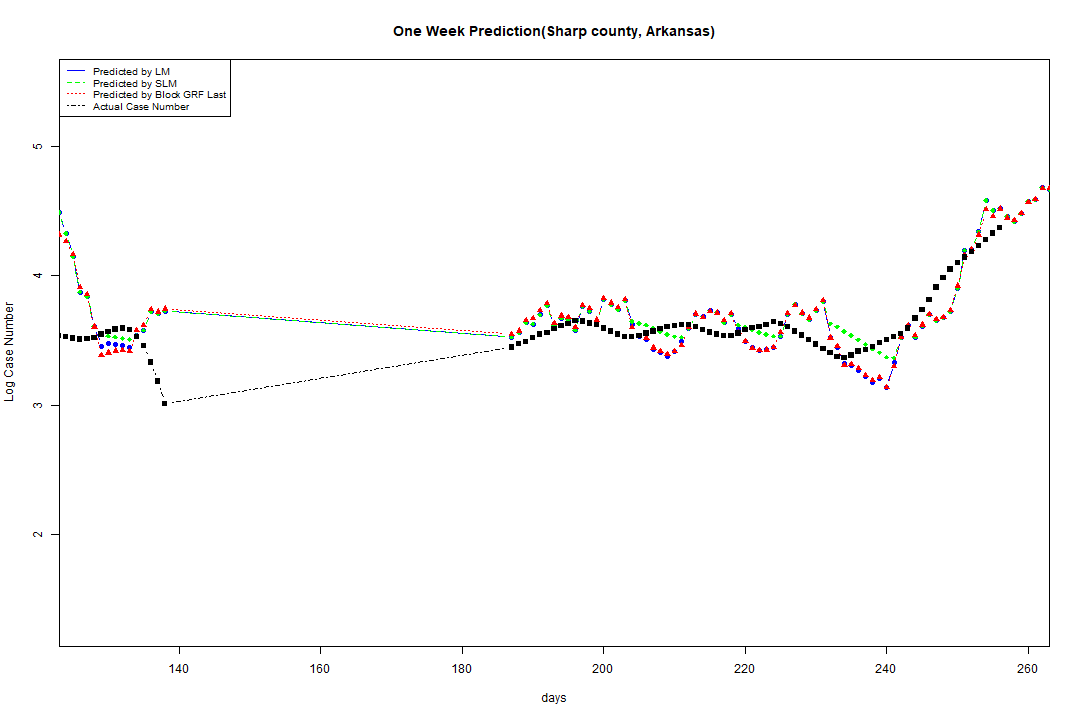 One Week Prediction(Sharp county, Arkansas)
Predicted by LM
Predicted by SLM
Predicted by Block GRF Last
Actual Case Number
5
4
3
2
Log Case Number
140 160 180 200 220 240 260
days